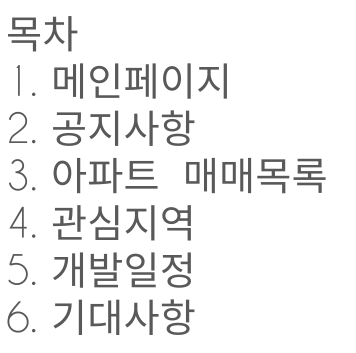 목차
1. 메인페이지
2. 공지사항
3. 아파트 매매목록
4. 관심지역
5. 개발일정
6. 기대사항